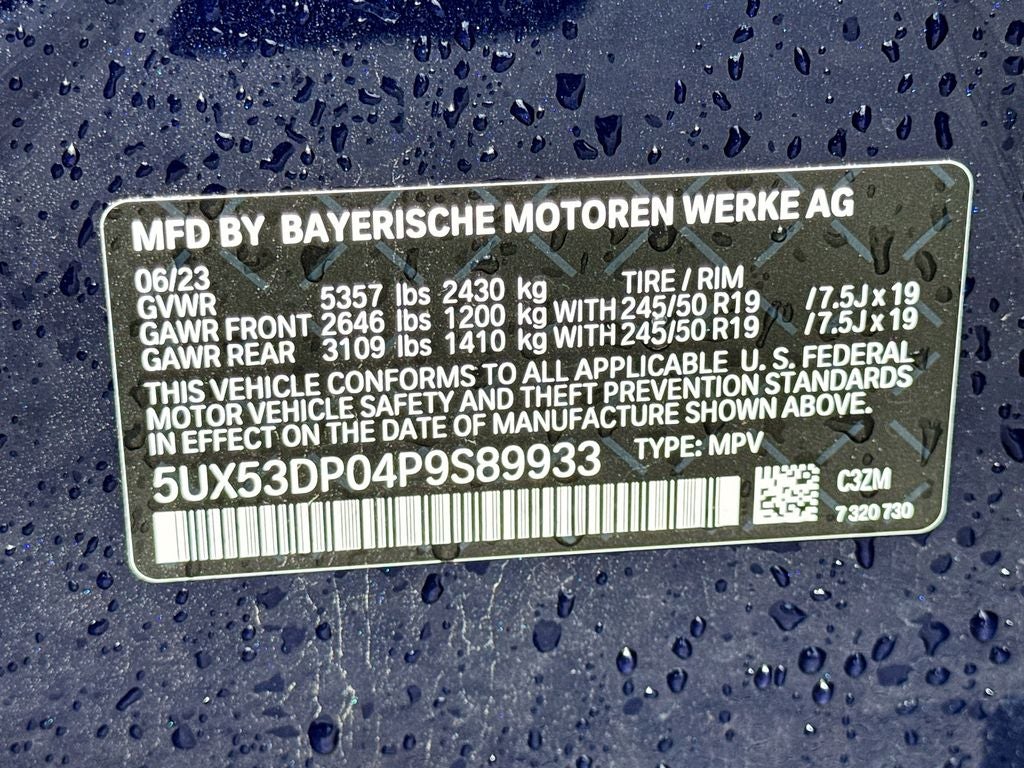 MFD BY BAYERISCHE MOTOREN WERKE AG
06/23 TIRE / RIM
GVWR 5357 lbs 2430 kg
GAWR FRONT 2646 lbs 1200 kg WITH 245/50 R19 /7.5J x 19
GAWR REAR 3109 lbs 1410 kg WITH 245/50 R19 /7.5J x 19
THIS VEHICLE CONFORMS TO ALL APPLICABLE U. S. FEDERAL
MOTOR VEHICLE SAFETY AND THEFT PREVENTION STANDARDS
IN EFFECT ON THE DATE OF MANUFACTURE SHOWN ABOVE.
5UX53DP04P9S89933 TYPE: MPV
C3ZM
7 320 730